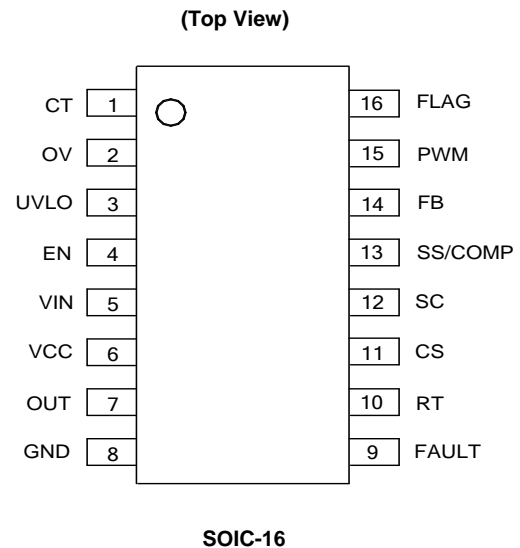 (Top View)
CT 1 16 FLAG
OV 2 15 PWM
UVLO 3 14 FB
EN 4 13 SS/COMP
VIN 5 12 SC
VCC 6 11 CS
OUT 7 10 RT
GND 8 9 FAULT
SOIC-16